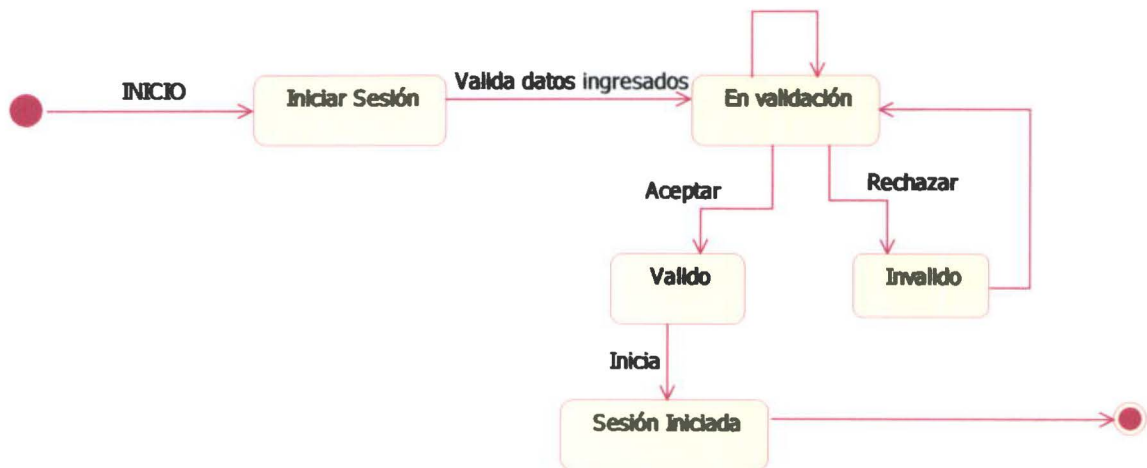 INICIO
Iniciar Sesión
Valida datos ingresados
En validación
Aceptar
Rechazar
Valido
Invalido
Inicia
Sesión Iniciada